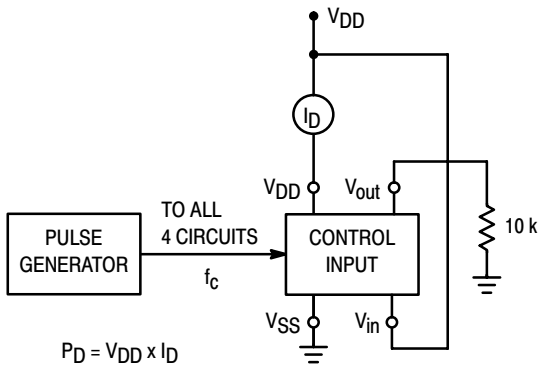 VDD
ID
VDD
Vout
10 k
TO ALL
4 CIRCUITS
fc
PULSE
GENERATOR
CONTROL
INPUT
VSS
Vin
PD = VDD x ID